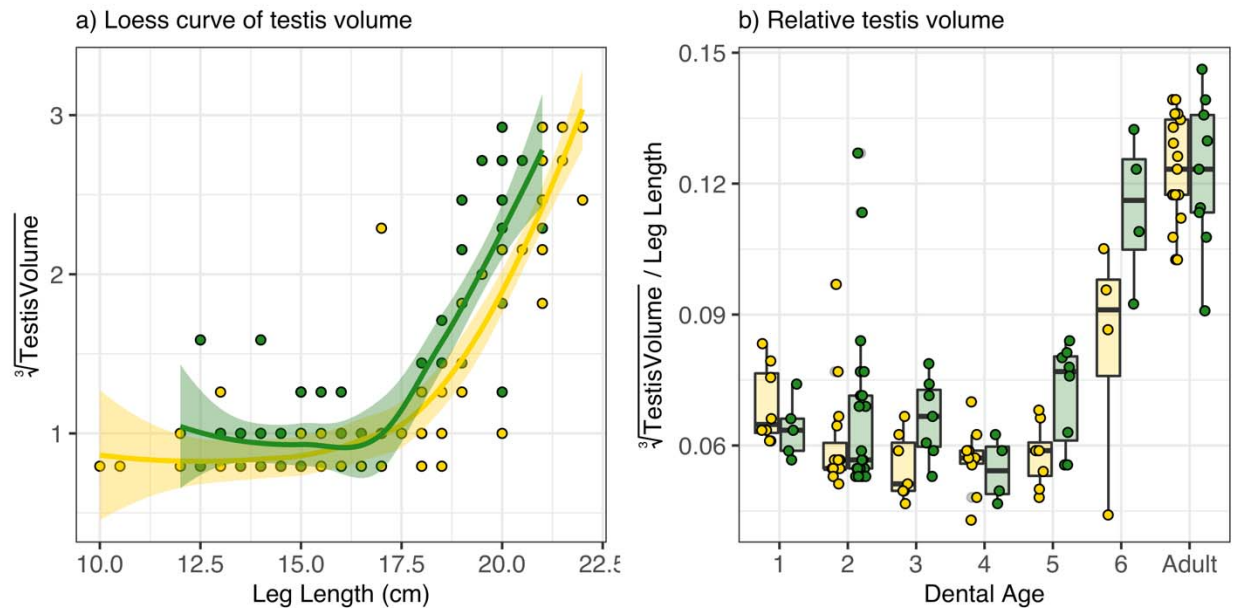 a) Loess curve of testis volume
∛TestisVolume
3
2
1
10.0 12.5 15.0 17.5 20.0 22.5
Leg Length (cm)
b) Relative testis volume
∛TestisVolume / Leg Length
0.15
0.12
0.09
0.06
1 2 3 4 5 6 Adult
Dental Age